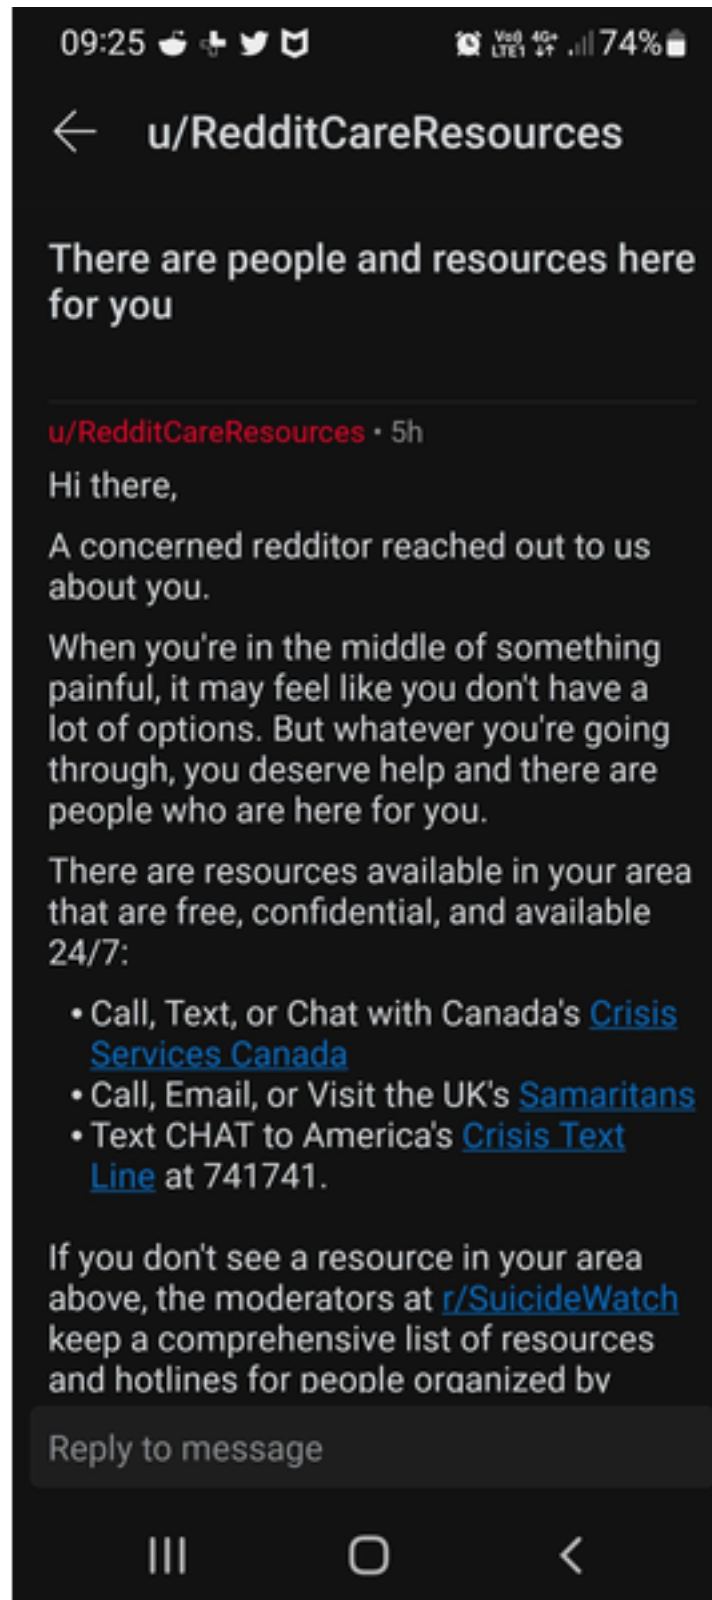 09:25 Vo) 4G+ LTE1 74%
u/RedditCareResources
There are people and resources here
for you
u/RedditCareResources • 5h
Hi there,
A concerned redditor reached out to us
about you.
When you're in the middle of something
painful, it may feel like you don't have a
lot of options. But whatever you're going
through, you deserve help and there are
people who are here for you.
There are resources available in your area
that are free, confidential, and available
24/7:
• Call, Text, or Chat with Canada's Crisis
Services Canada
• Call, Email, or Visit the UK's Samaritans
• Text CHAT to America's Crisis Text
Line at 741741.
If you don't see a resource in your area
above, the moderators at r/SuicideWatch
keep a comprehensive list of resources
and hotlines for people organized by
Reply to message